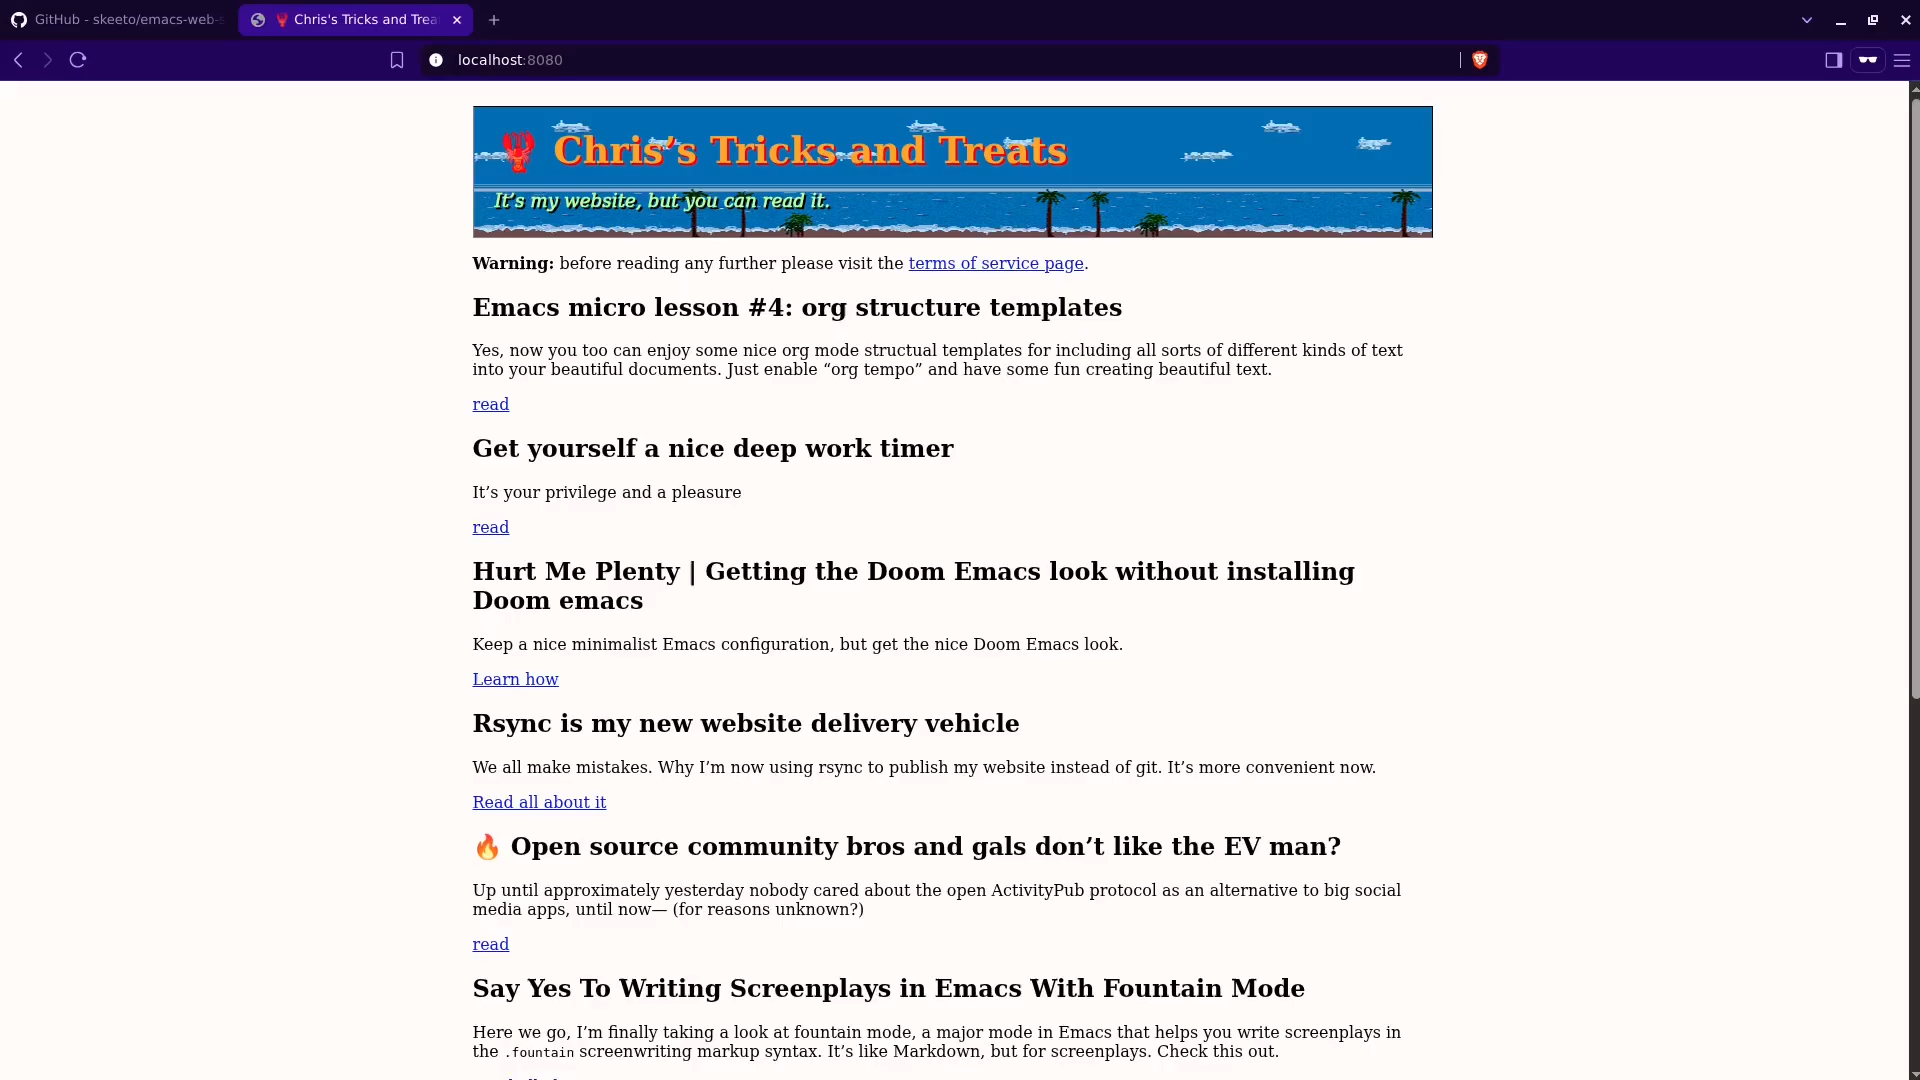 GitHub - skeeto/emacs-web-s
🦞 Chris's Tricks and Trea
localhost:8080
🦞 Chris’s Tricks and Treats
It’s my website, but you can read it.
Warning: before reading any further please visit the terms of service page.
Emacs micro lesson #4: org structure templates
Yes, now you too can enjoy some nice org mode structual templates for including all sorts of different kinds of text
into your beautiful documents. Just enable “org tempo” and have some fun creating beautiful text.
read
Get yourself a nice deep work timer
It’s your privilege and a pleasure
read
Hurt Me Plenty | Getting the Doom Emacs look without installing
Doom emacs
Keep a nice minimalist Emacs configuration, but get the nice Doom Emacs look.
Learn how
Rsync is my new website delivery vehicle
We all make mistakes. Why I’m now using rsync to publish my website instead of git. It’s more convenient now.
Read all about it
🔥 Open source community bros and gals don’t like the EV man?
Up until approximately yesterday nobody cared about the open ActivityPub protocol as an alternative to big social
media apps, until now— (for reasons unknown?)
read
Say Yes To Writing Screenplays in Emacs With Fountain Mode
Here we go, I’m finally taking a look at fountain mode, a major mode in Emacs that helps you write screenplays in
the .fountain screenwriting markup syntax. It’s like Markdown, but for screenplays. Check this out.